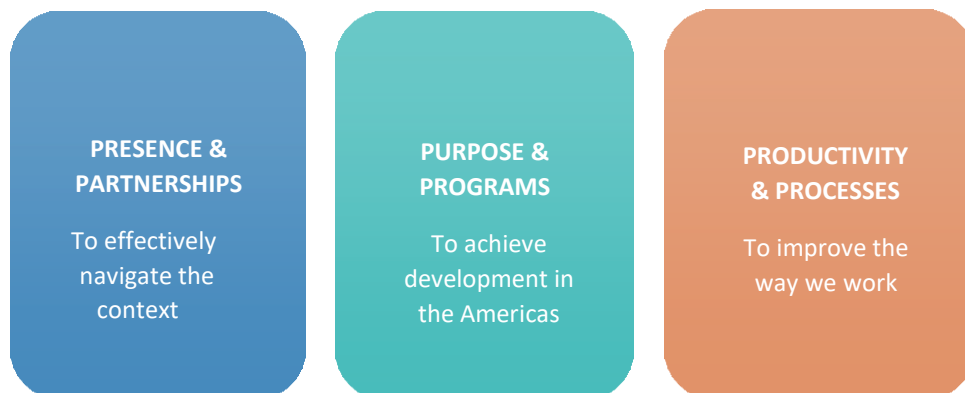 PRESENCE &
PARTNERSHIPS
To effectively
navigate the
context
PURPOSE &
PROGRAMS
To achieve
development in
the Americas
PRODUCTIVITY
& PROCESSES
To improve the
way we work